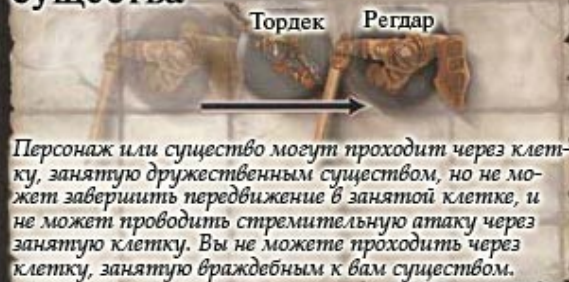 существа
Тордек Регдар
Персонаж или существо могут проходит через клет-
ку, занятую дружественным существом, но не мо-
жет завершить передвижение в занятой клетке, и
не может проводить стремительную атаку через
занятую клетку. Вы не можете проходить через
клетку, занятую враждебным к вам существом.